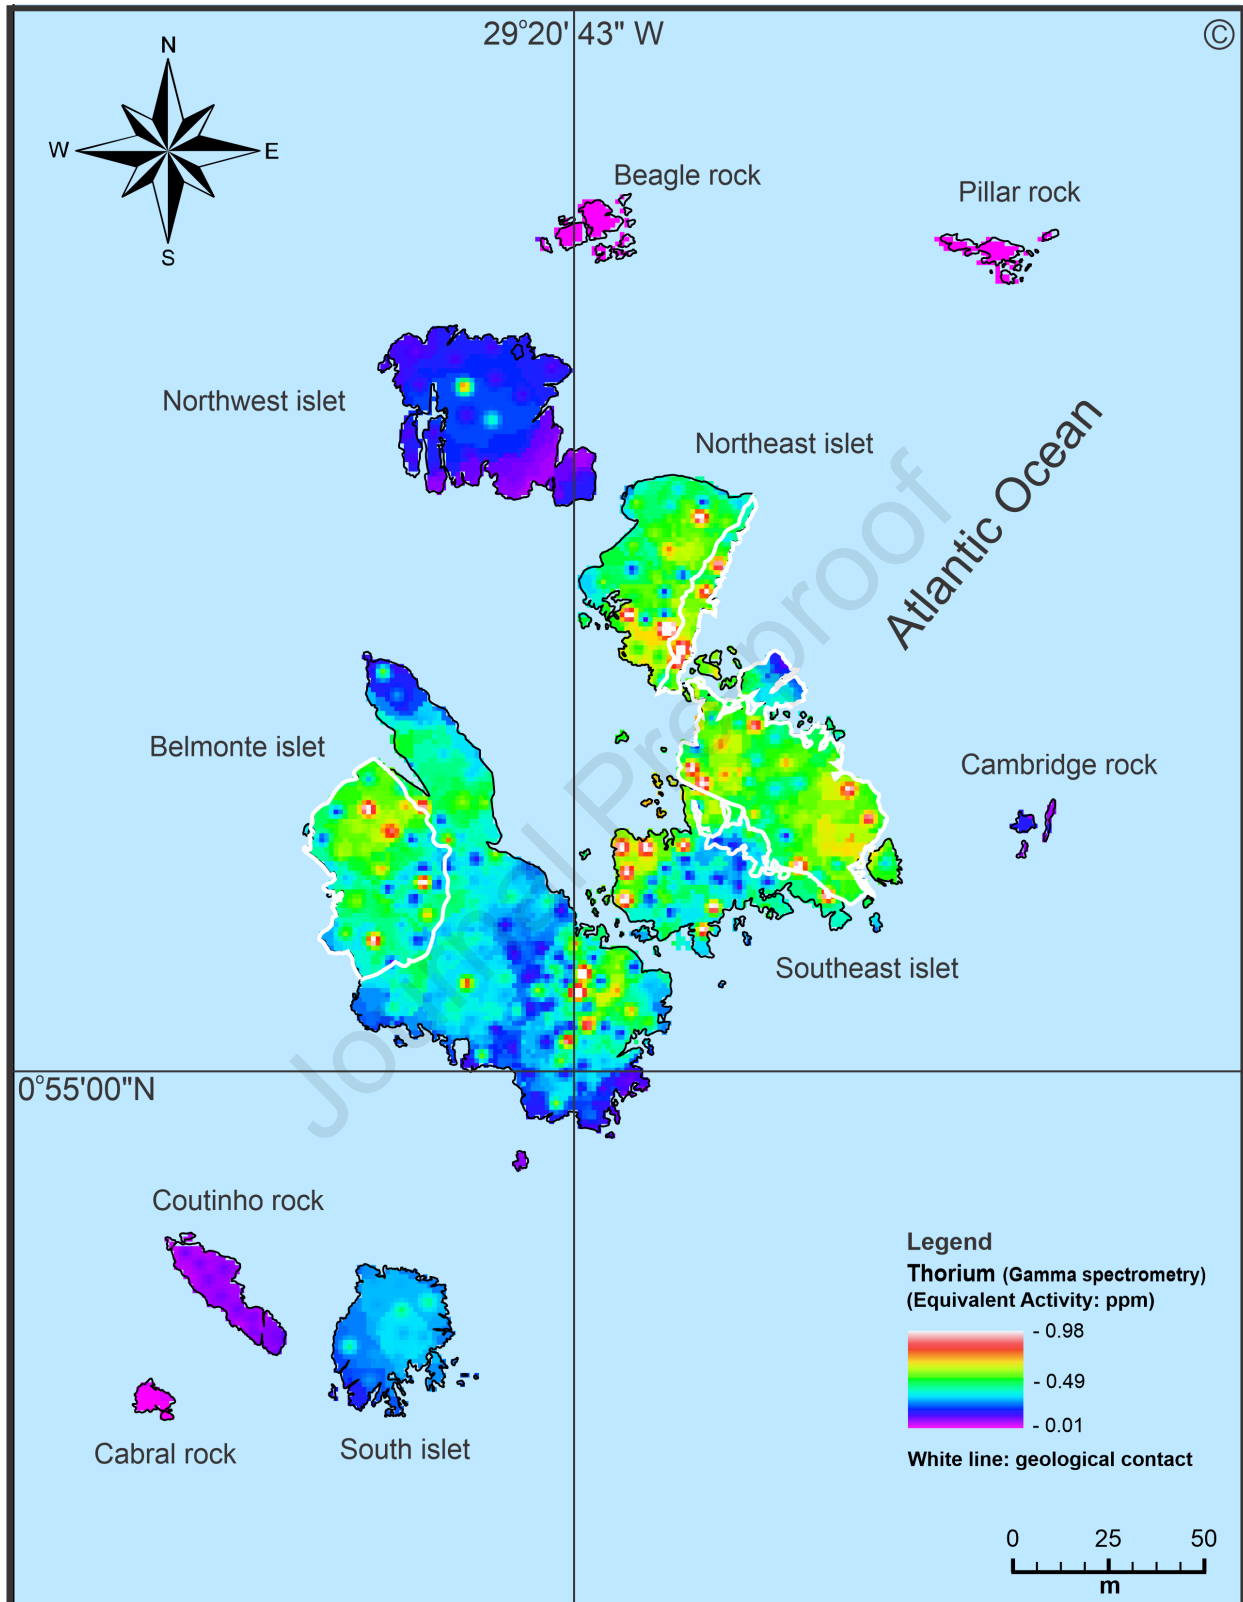 29°20' 43" W
©
N
W
E
S
Beagle rock
Pillar rock
Northwest islet
Northeast islet
Atlantic Ocean
Belmonte islet
Cambridge rock
Southeast islet
Journal Pre-proof
0°55'00"N
Coutinho rock
Cabral rock
South islet
Legend
Thorium (Gamma spectrometry)
(Equivalent Activity: ppm)
- 0.98
- 0.49
- 0.01
White line: geological contact
0 25 50
m